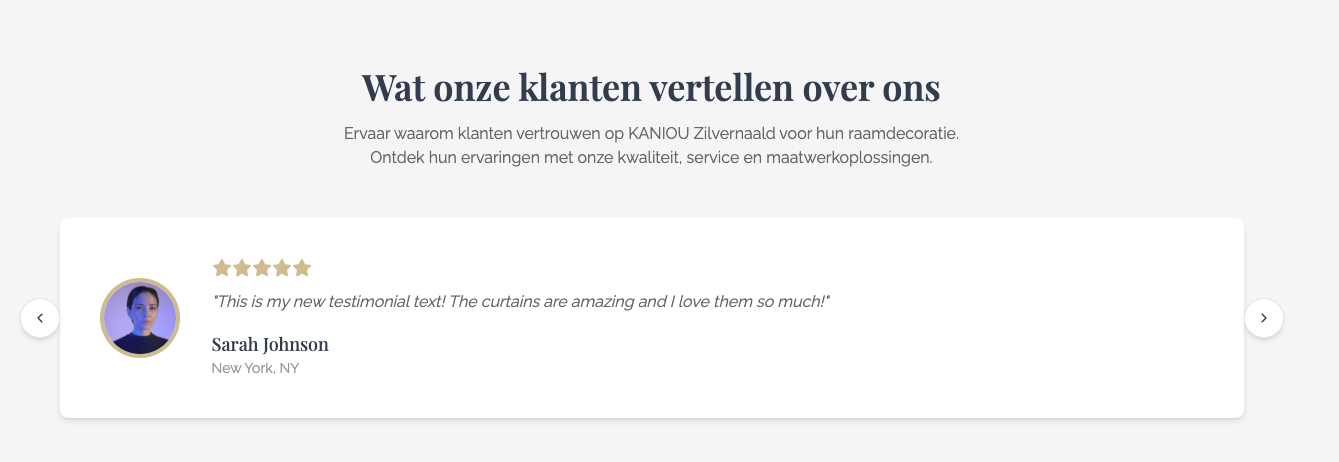 Wat onze klanten vertellen over ons
Ervaar waarom klanten vertrouwen op KANIOU Zilvernaald voor hun raamdecoratie.
Ontdek hun ervaringen met onze kwaliteit, service en maatwerkoplossingen.
"This is my new testimonial text! The curtains are amazing and I love them so much!"
Sarah Johnson
New York, NY